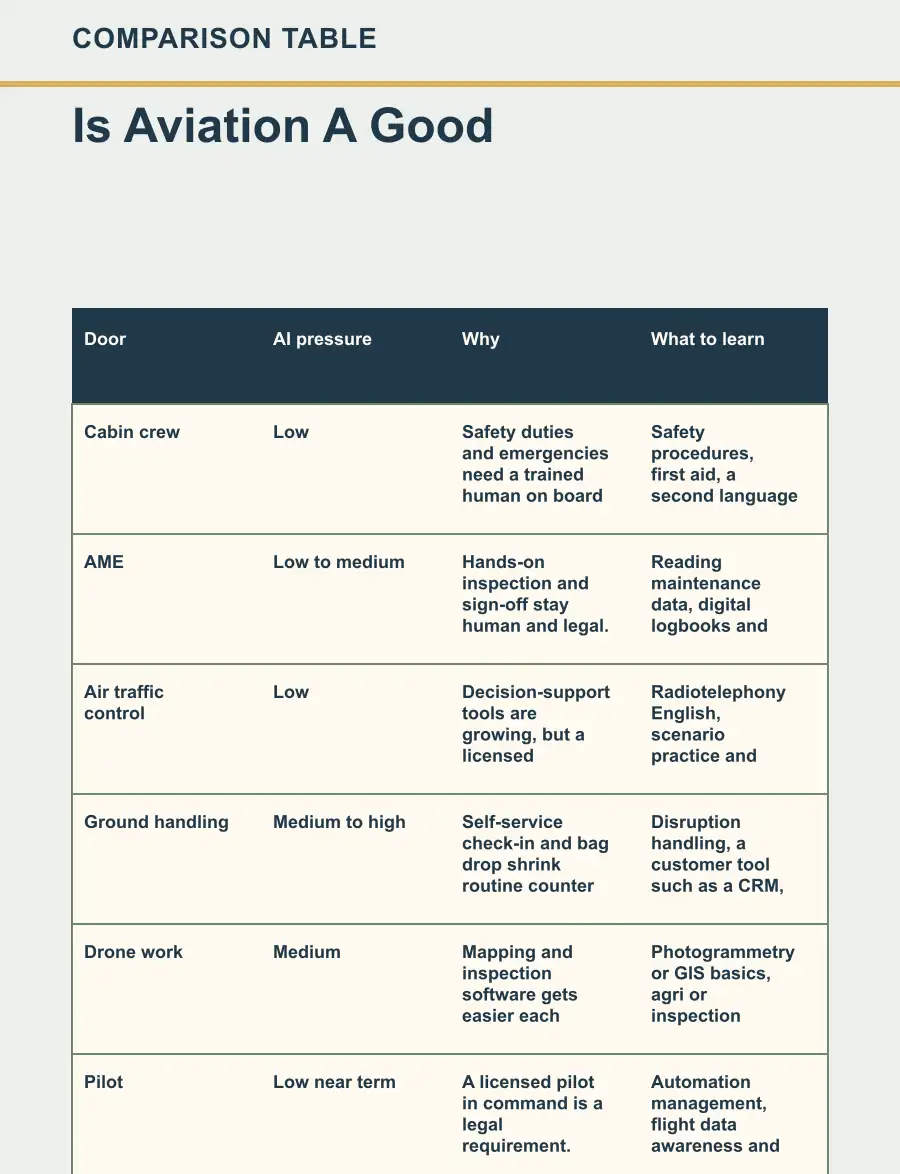 COMPARISON TABLE
Is Aviation A Good
Door AI pressure Why What to learn
Cabin crew Low Safety duties Safety
and emergencies procedures,
need a trained first aid, a
human on board second language
AME Low to medium Hands-on Reading
inspection and maintenance
sign-off stay data, digital
human and legal. logbooks and
Air traffic Low Decision-support Radiotelephony
control tools are English,
growing, but a scenario
licensed practice and
Ground handling Medium to high Self-service Disruption
check-in and bag handling, a
drop shrink customer tool
routine counter such as a CRM,
Drone work Medium Mapping and Photogrammetry
inspection or GIS basics,
software gets agri or
easier each inspection
Pilot Low near term A licensed pilot Automation
in command is a management,
legal flight data
requirement. awareness and